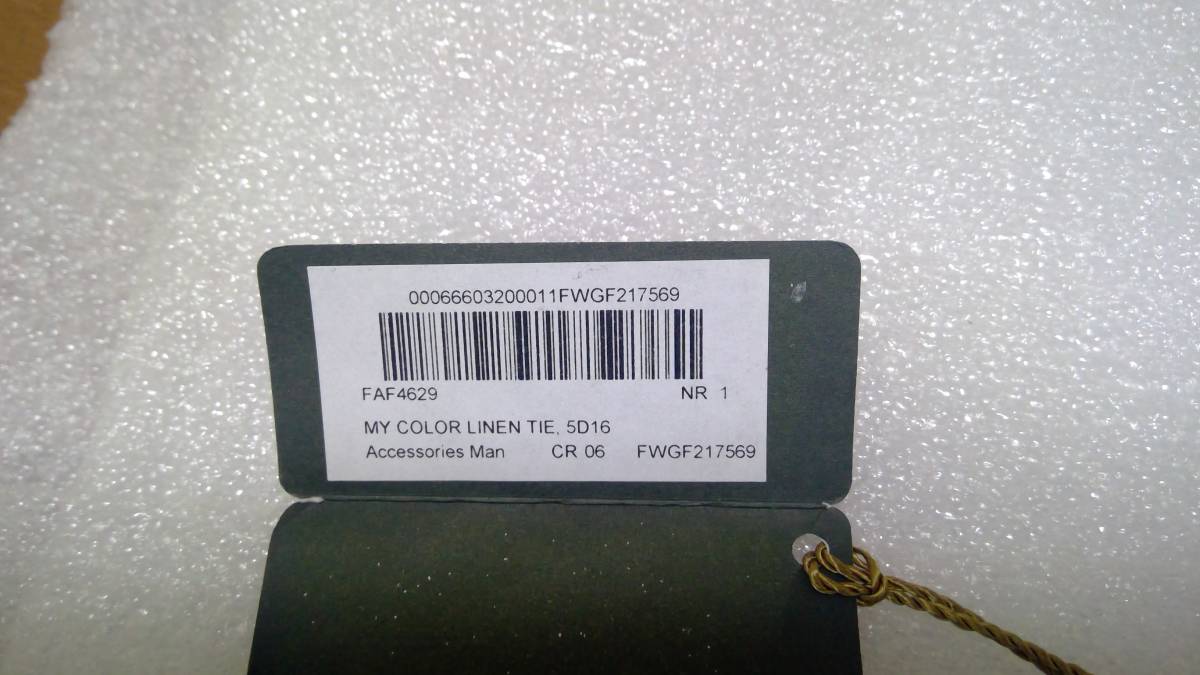 00066603200011FWGF217569
FAF4629 NR 1
MY COLOR LINEN TIE, 5D16
Accessories Man CR 06 FWGF217569